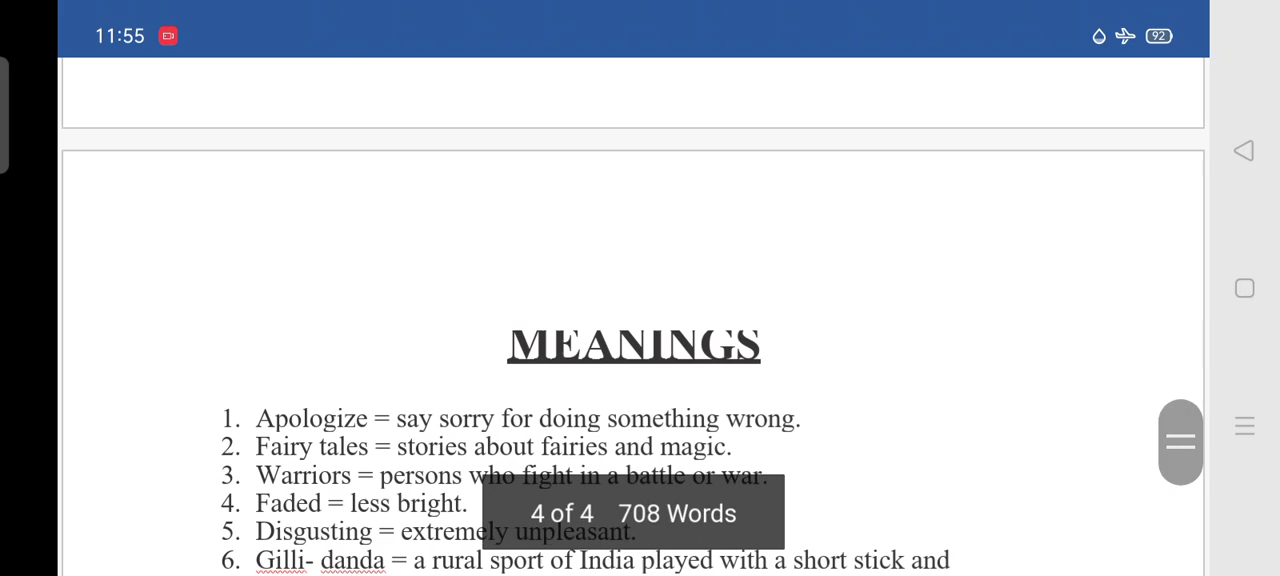 11:55
92
MEANINGS
1. Apologize = say sorry for doing something wrong.
2. Fairy tales = stories about fairies and magic.
3. Warriors = persons who fight in a battle or war.
4. Faded = less bright.
4 of 4 708 Words
5. Disgusting = extremely unpleasant.
6. Gilli- danda = a rural sport of India played with a short stick and